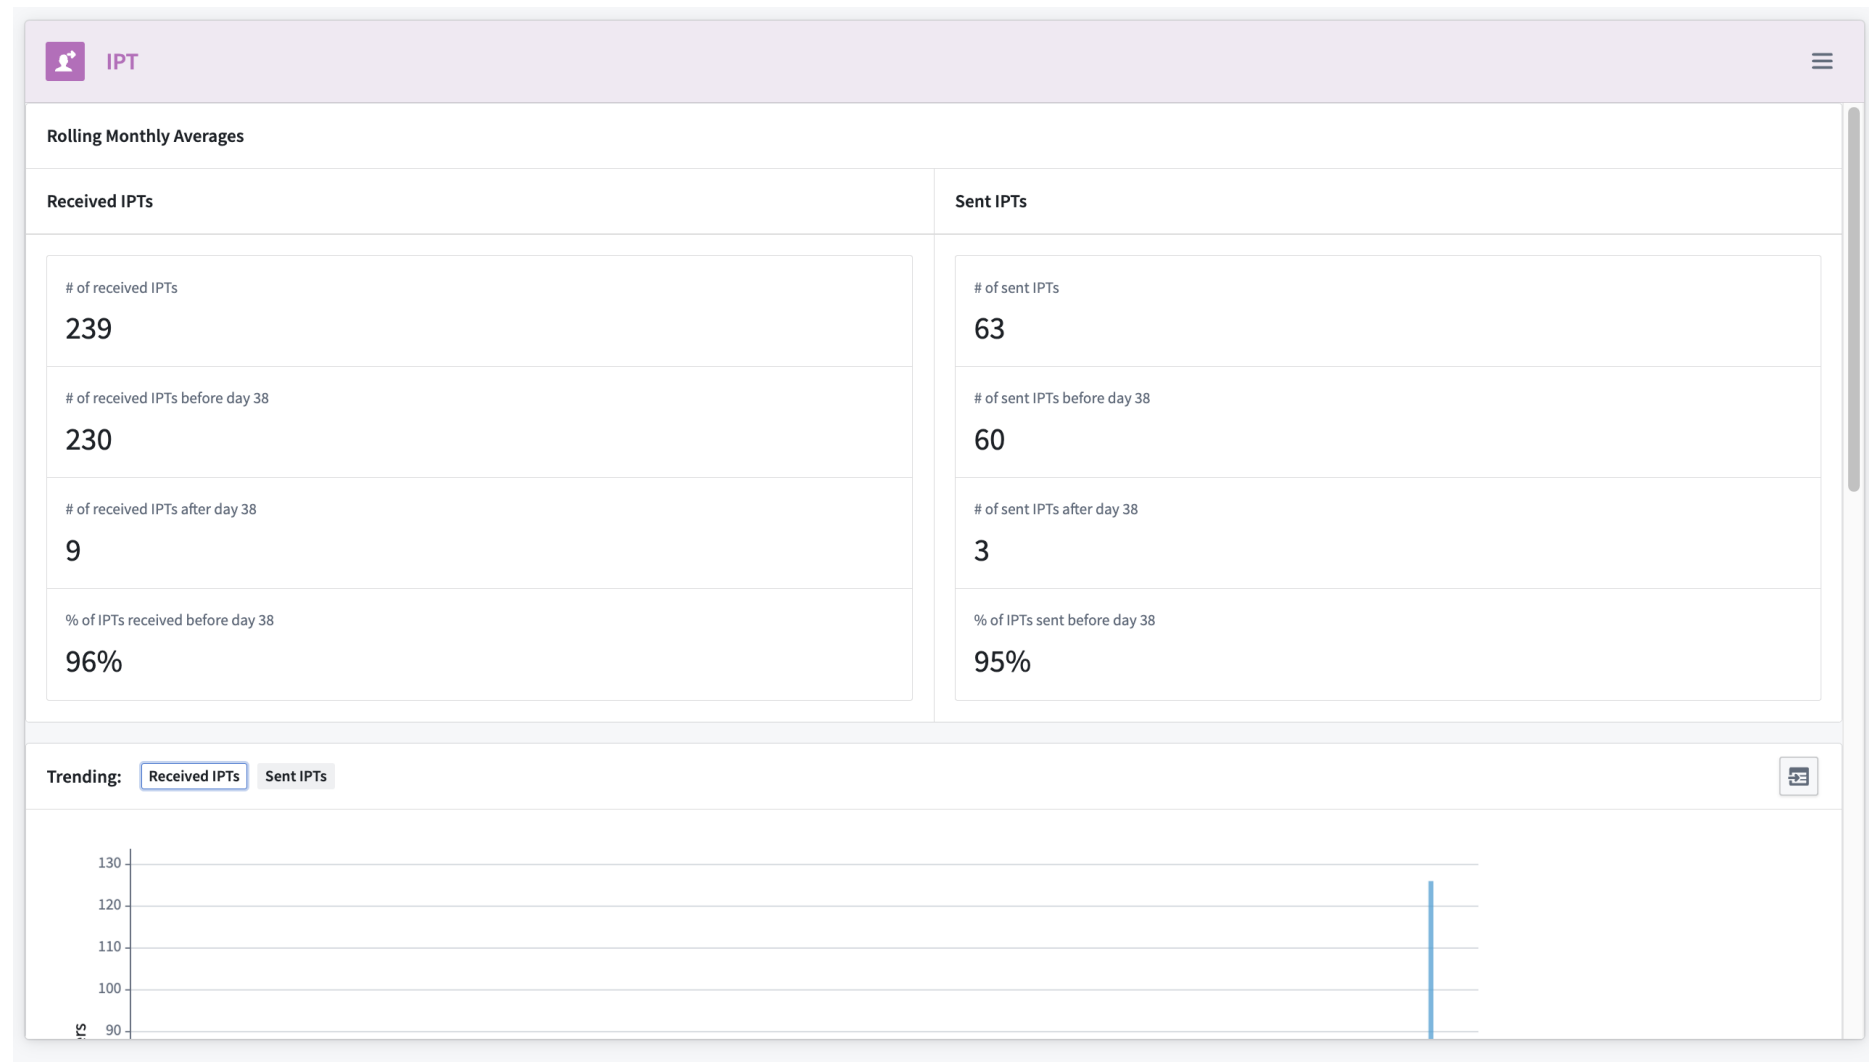 IPT
Rolling Monthly Averages
Received IPTs
Sent IPTs
# of received IPTs
239
# of received IPTs before day 38
230
# of received IPTs after day 38
9
% of IPTs received before day 38
96%
# of sent IPTs
63
# of sent IPTs before day 38
60
# of sent IPTs after day 38
3
% of IPTs sent before day 38
95%
Trending: Received IPTs Sent IPTs
130
120
110
100
90